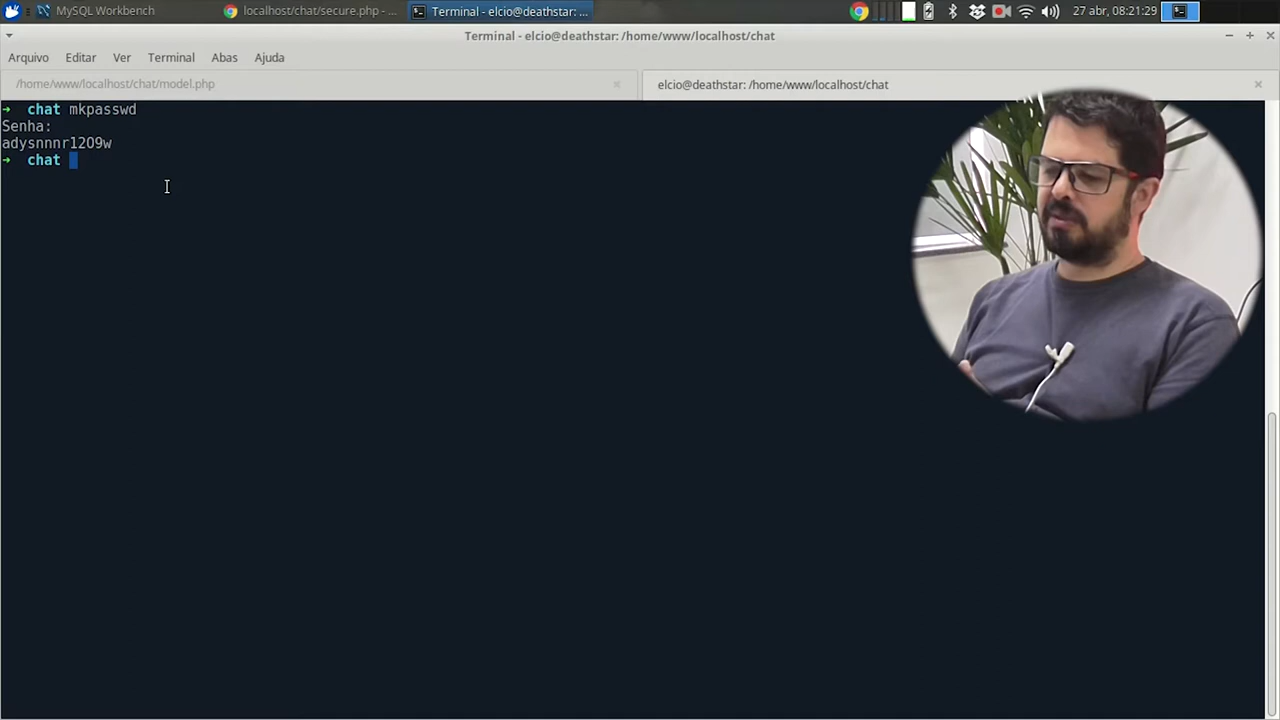 MySQL Workbench
localhost/chat/secure.php - ...
Terminal - elcio@deathstar: ...
27 abr, 08:21:29
Terminal - elcio@deathstar: /home/www/localhost/chat
Arquivo Editar Ver Terminal Abas Ajuda
/home/www/localhost/chat/model.php
elcio@deathstar: /home/www/localhost/chat
→ chat mkpasswd
Senha:
adysnnnr12O9w
→ chat